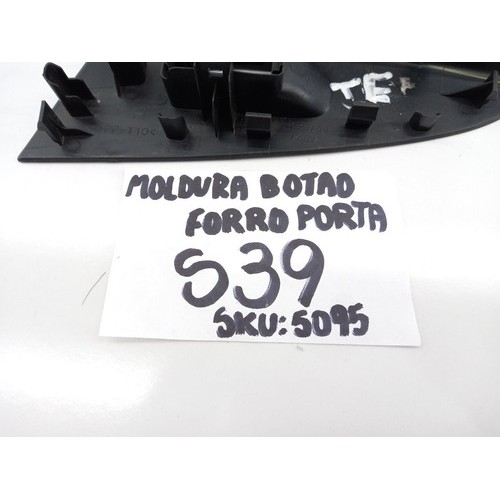 TE
MOLDURA BOTAO
FORRO PORTA
S39
SKU:5095